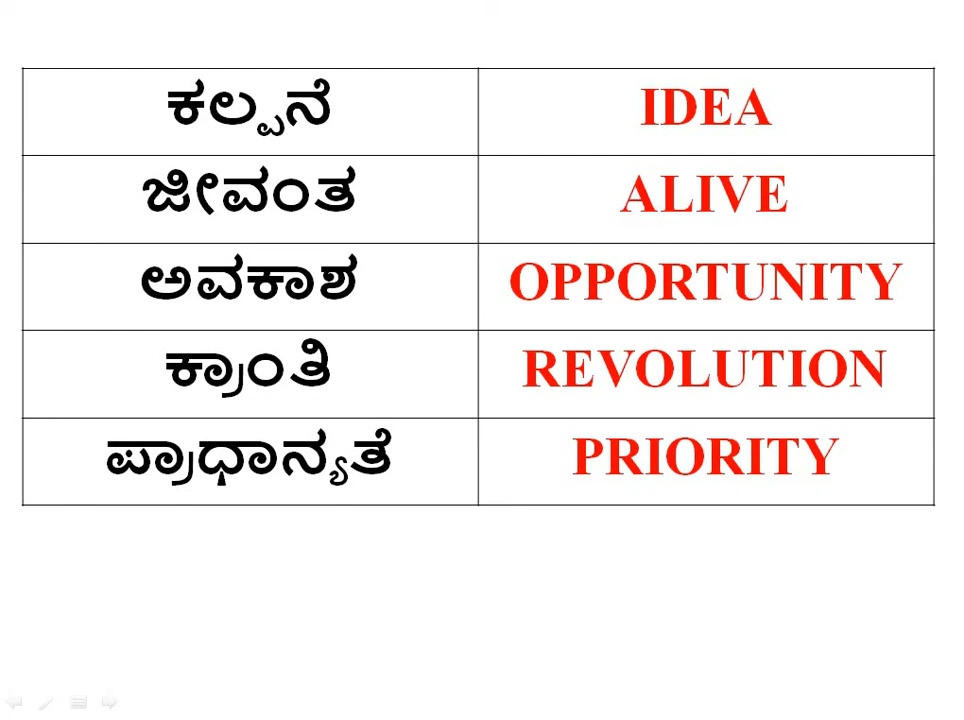 ಕಲ್ಪನೆ IDEA
ಜೀವಂತ ALIVE
ಅವಕಾಶ OPPORTUNITY
ಕ್ರಾಂತಿ REVOLUTION
ಪ್ರಾಧಾನ್ಯತೆ PRIORITY